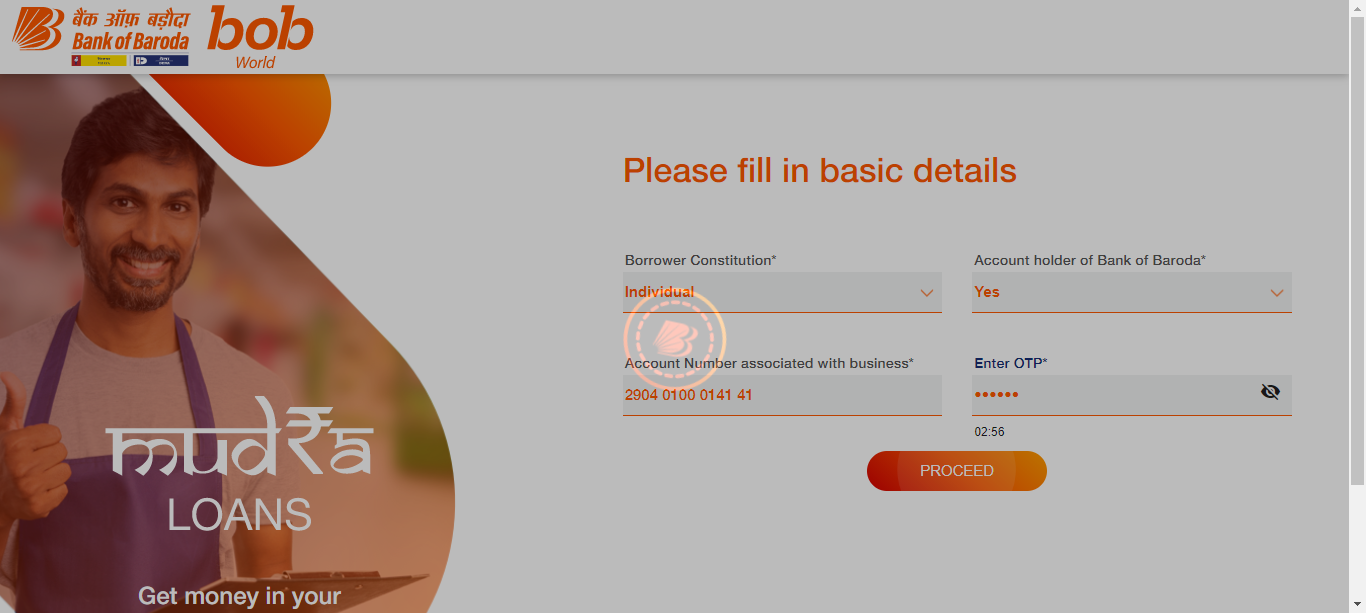 बैंक ऑफ़ बड़ौदा
Bank of Baroda
bob
World
Please fill in basic details
Borrower Constitution*
Account holder of Bank of Baroda*
Individual
Yes
Account Number associated with business*
Enter OTP*
2904 0100 0141 41
••••••
02:56
PROCEED
mud₹a
LOANS
Get money in your